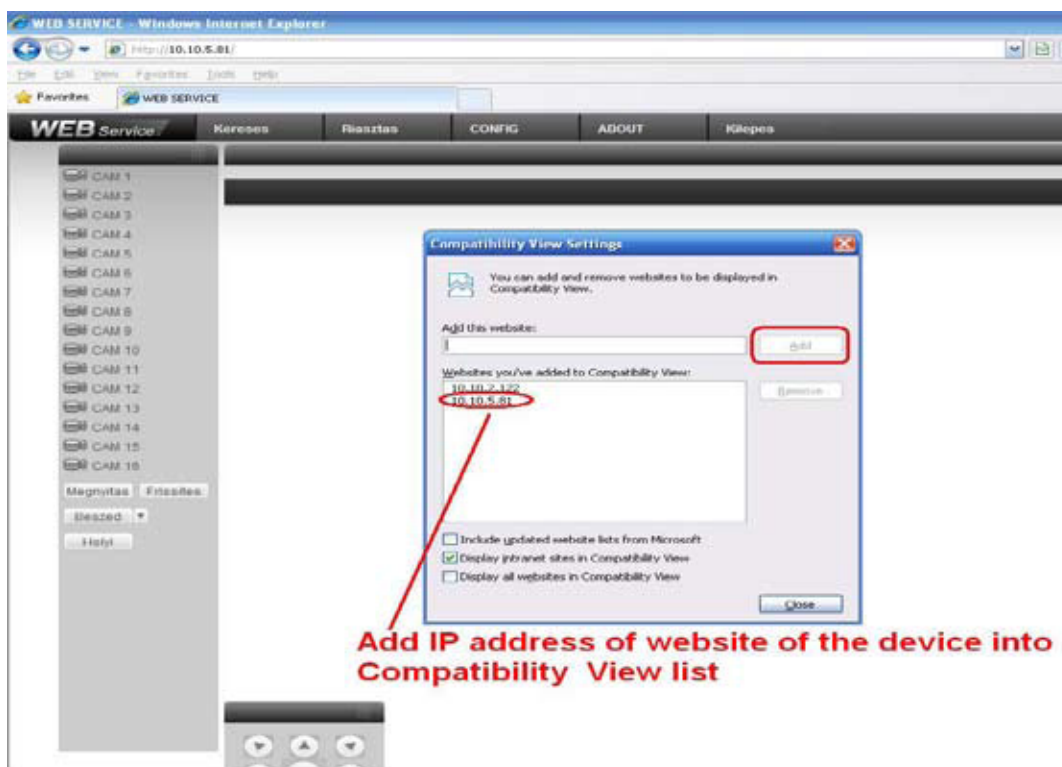 WEB SERVICE - Windows Internet Explorer
http://10.10.5.81/
File Edit View Favorites Tools Help
Favorites WEB SERVICE
WEB Service Kereses Riasztas CONFIG ABOUT Kilepes
CAM 1
CAM 2
CAM 3
CAM 4
CAM 5
CAM 6
CAM 7
CAM 8
CAM 9
CAM 10
CAM 11
CAM 12
CAM 13
CAM 14
CAM 15
CAM 16
Megnyitas Frissites
Beszed
Helyi
Compatibility View Settings
You can add and remove websites to be displayed in
Compatibility View.
Add this website:
Add
Websites you've added to Compatibility View:
10.10.2.122
10.10.5.81
Remove
Include updated website lists from Microsoft
Display intranet sites in Compatibility View
Display all websites in Compatibility View
Close
Add IP address of website of the device into
Compatibility View list